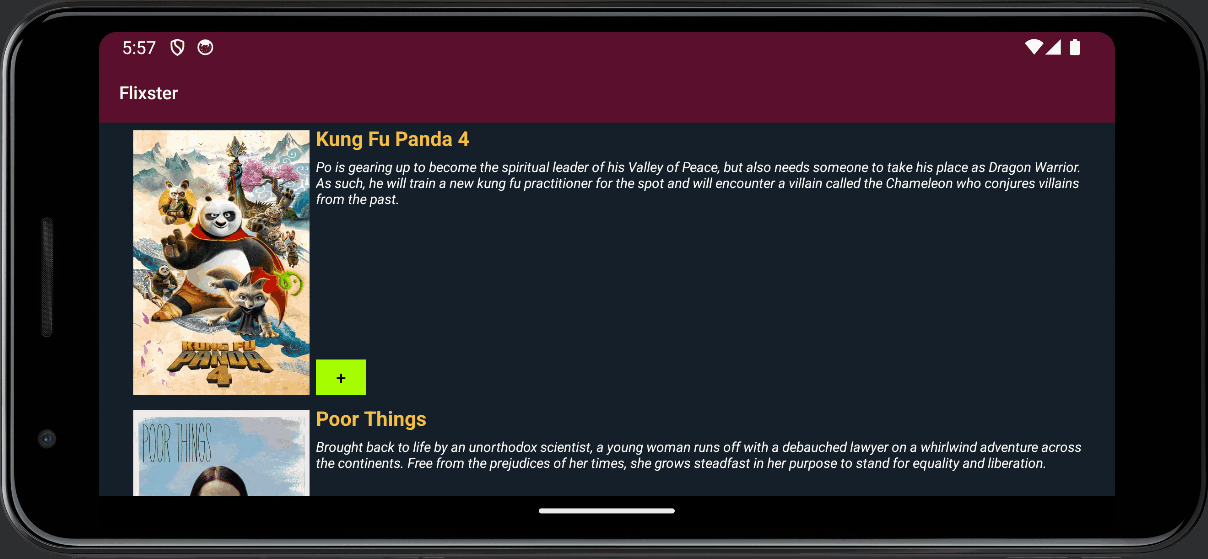 5:57
Flixster
Kung Fu Panda 4
Po is gearing up to become the spiritual leader of his Valley of Peace, but also needs someone to take his place as Dragon Warrior.
As such, he will train a new kung fu practitioner for the spot and will encounter a villain called the Chameleon who conjures villains
from the past.
KUNG FU
PANDA
4
+
POOR THINGS
Poor Things
Brought back to life by an unorthodox scientist, a young woman runs off with a debauched lawyer on a whirlwind adventure across
the continents. Free from the prejudices of her times, she grows steadfast in her purpose to stand for equality and liberation.